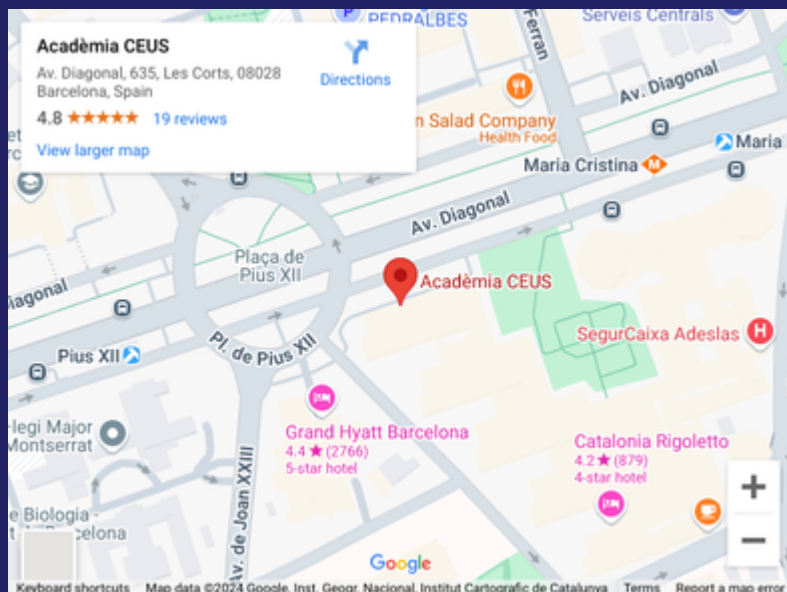 PEDRALBES
Serveis Centrals
Acadèmia CEUS
Av. Diagonal, 635, Les Corts, 08028
Barcelona, Spain
4.8 ★★★★★ 19 reviews
Directions
View larger map
Ferran
Av. Diagonal
Salad Company
Health Food
Maria
Maria Cristina
M
Av. Diagonal
Plaça de
Pius XII
Acadèmia CEUS
SegurCaixa Adeslas
H
Pius XII
Pl. de Pius XII
Grand Hyatt Barcelona
4.4 ★ (2766)
5-star hotel
Catalonia Rigoletto
4.2 ★ (879)
4-star hotel
Montserrat
Av. de Joan XXIII
e Biologia -
Barcelona
+
−
Google
Keyboard shortcuts Map data ©2024 Google, Inst. Geogr. Nacional, Institut Cartogràfic de Catalunya Terms Report a map error